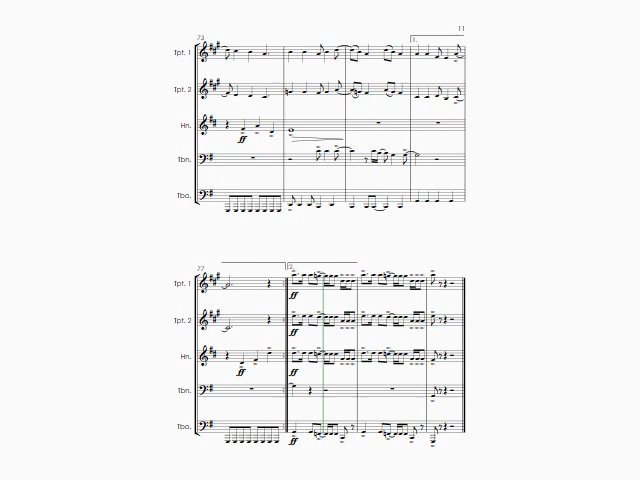 11
73
1.
Tpt. 1
Tpt. 2
Hn.
ff
Tbn.
Tba.
77
2.
Tpt. 1
ff
Tpt. 2
ff
Hn.
ff ff
Tbn.
Tba.
ff